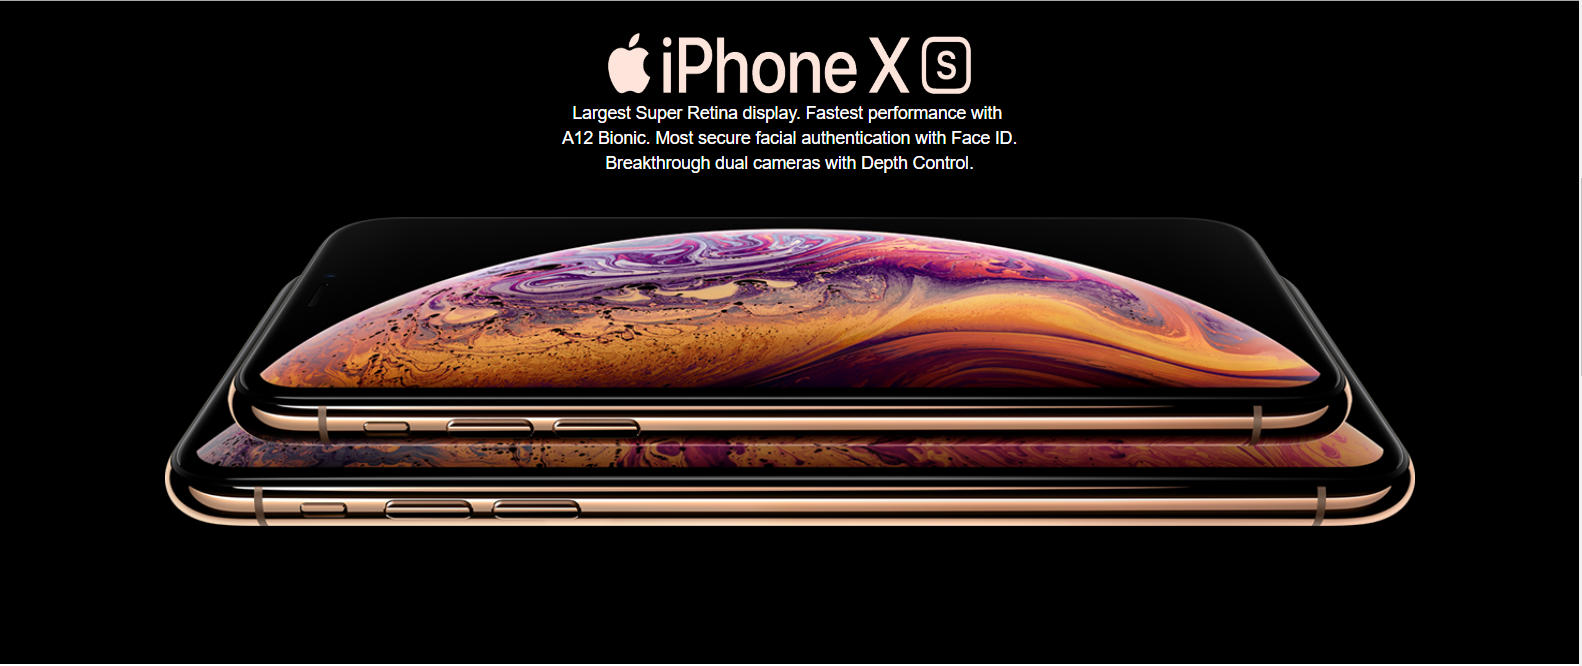 iPhone XS
Largest Super Retina display. Fastest performance with
A12 Bionic. Most secure facial authentication with Face ID.
Breakthrough dual cameras with Depth Control.